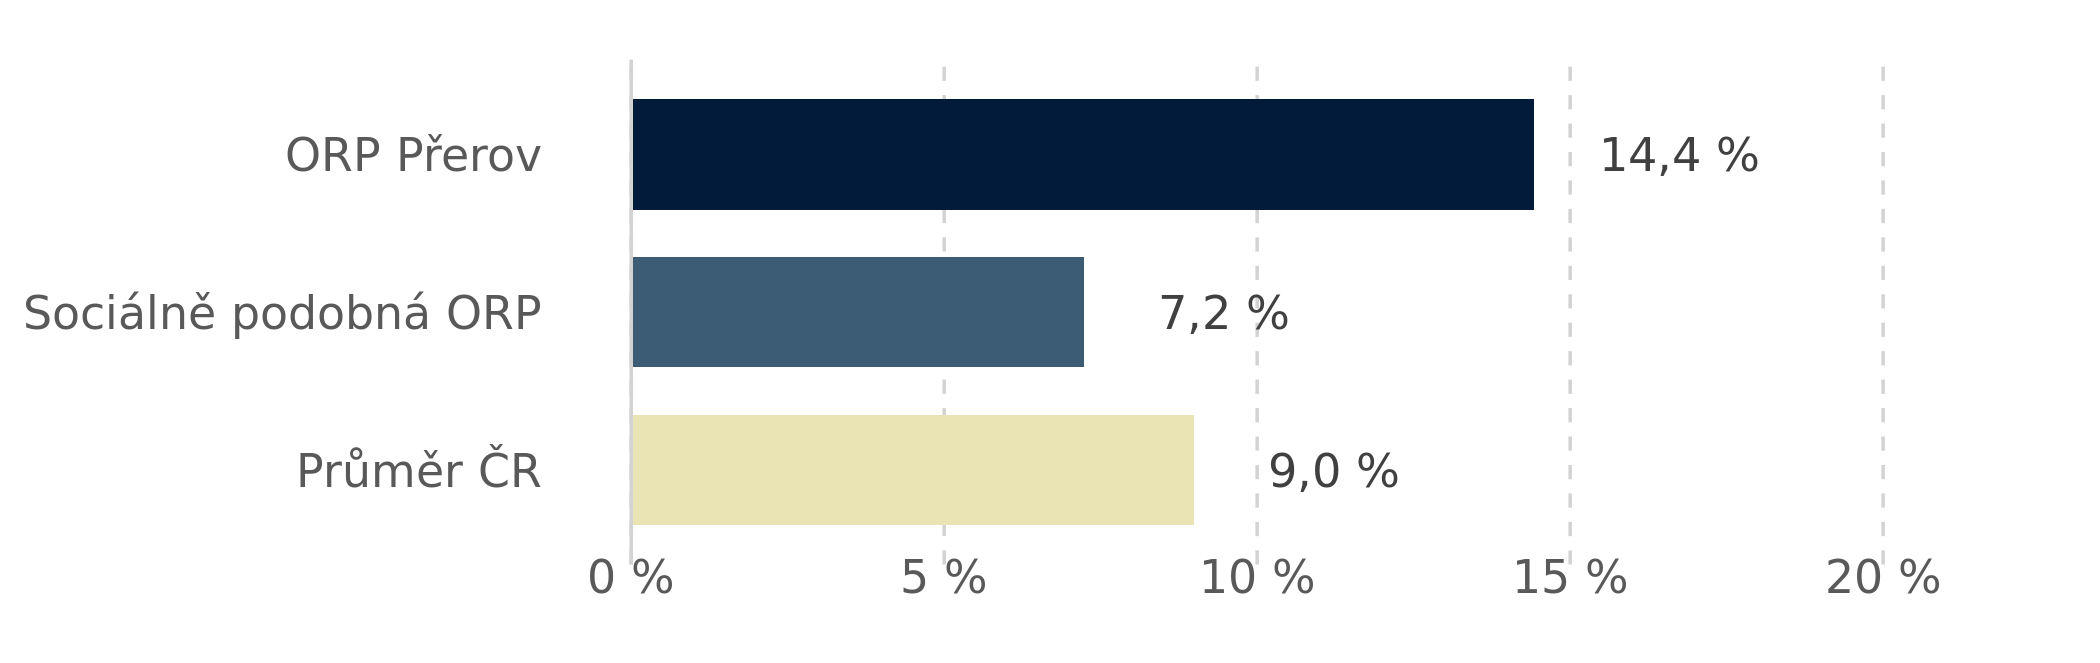 ORP Přerov
14,4 %
Sociálně podobná ORP
7,2 %
Průměr ČR
9,0 %
0 %
5 %
10 %
15 %
20 %